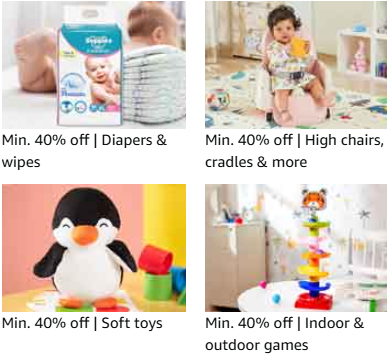 Min. 40% off | Diapers &
wipes
Min. 40% off | High chairs,
cradles & more
Min. 40% off | Soft toys
Min. 40% off | Indoor &
outdoor games